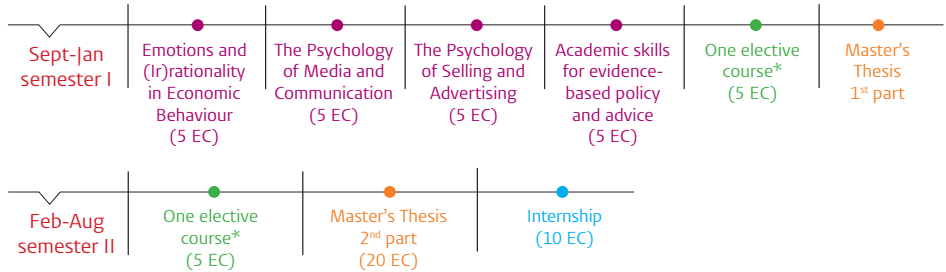 Sept-Jan
semester I
Emotions and
(Ir)rationality
in Economic
Behaviour
(5 EC)
The Psychology
of Media and
Communication
(5 EC)
The Psychology
of Selling and
Advertising
(5 EC)
Academic skills
for evidence-
based policy
and advice
(5 EC)
One elective
course*
(5 EC)
Master's
Thesis
1st part
Feb-Aug
semester II
One elective
course*
(5 EC)
Master's Thesis
2nd part
(20 EC)
Internship
(10 EC)